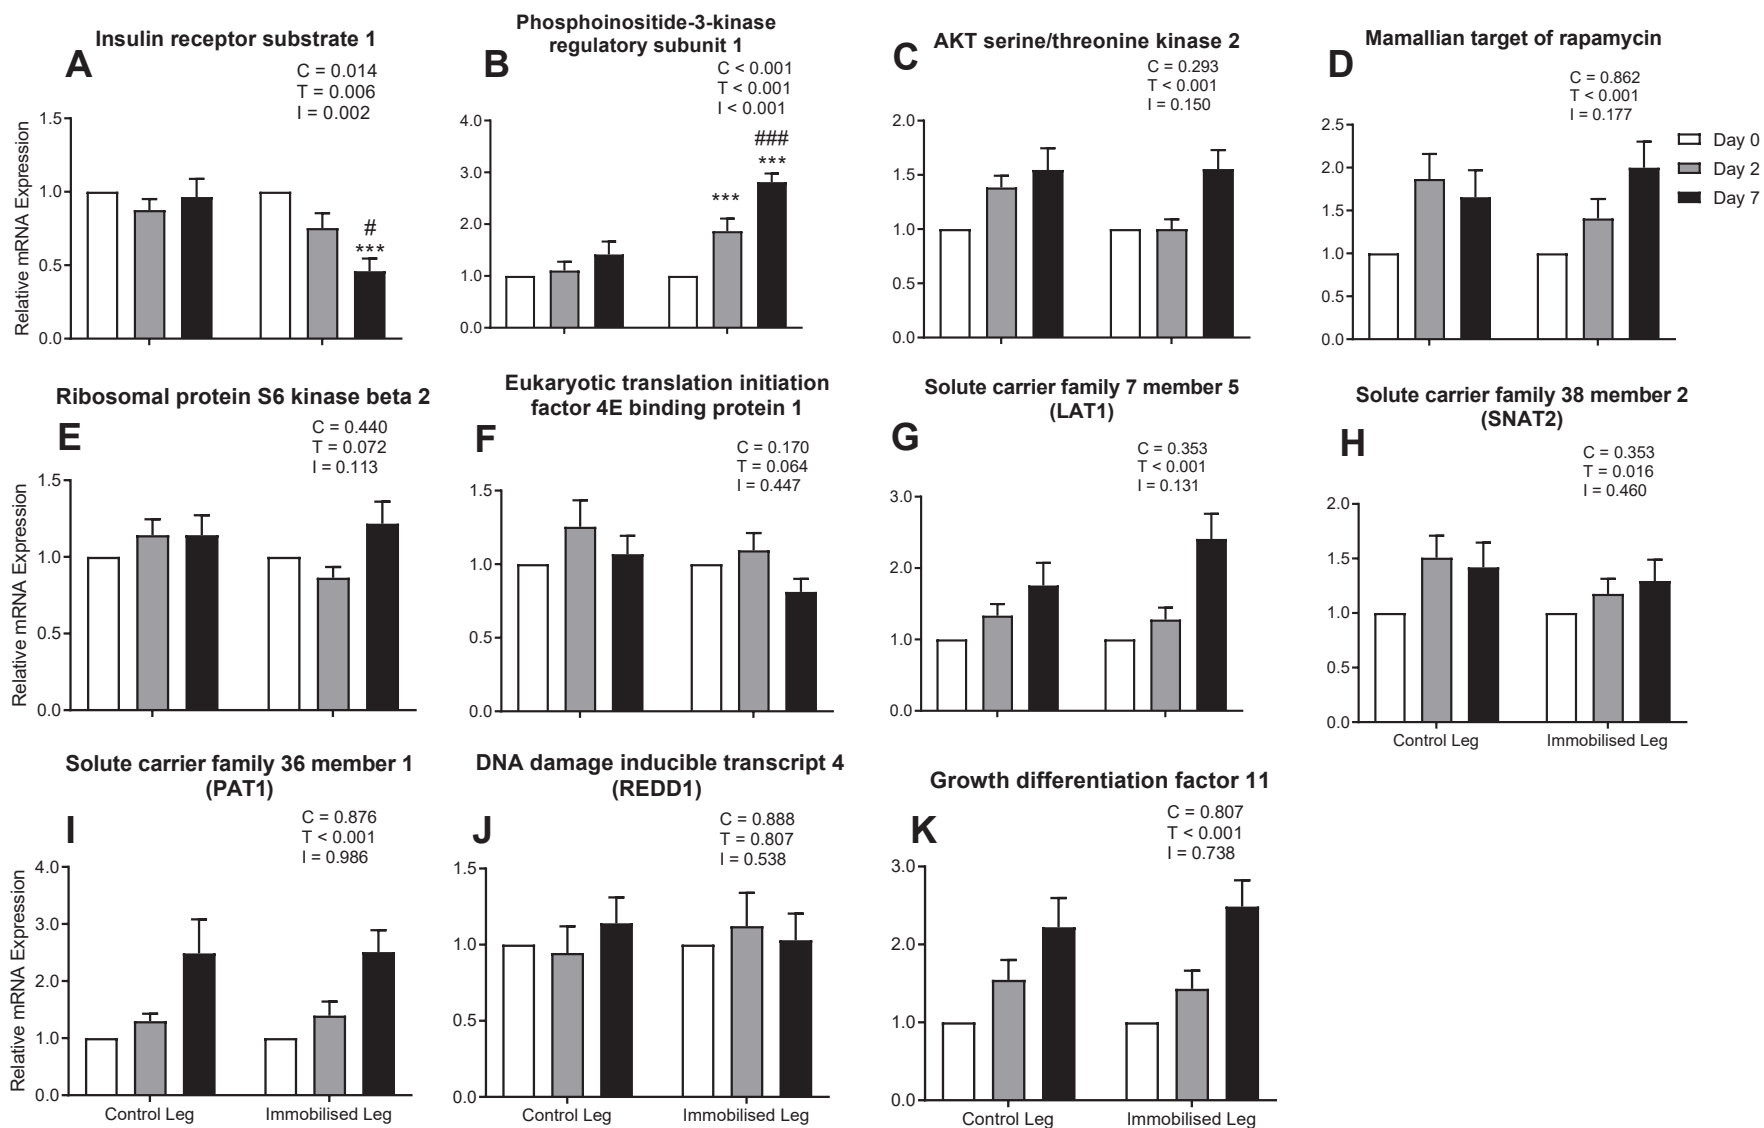 Insulin receptor substrate 1
A
C = 0.014
T = 0.006
I = 0.002
Relative mRNA Expression
1.5
1.0
0.5
0.0
#
***
Phosphoinositide-3-kinase
regulatory subunit 1
B
C < 0.001
T < 0.001
I < 0.001
4.0
3.0
2.0
1.0
0.0
***
###
***
AKT serine/threonine kinase 2
C
C = 0.293
T < 0.001
I = 0.150
2.0
1.5
1.0
0.5
0.0
Mamallian target of rapamycin
D
C = 0.862
T < 0.001
I = 0.177
2.5
2.0
1.5
1.0
0.5
0.0
Day 0
Day 2
Day 7
Ribosomal protein S6 kinase beta 2
E
C = 0.440
T = 0.072
I = 0.113
Relative mRNA Expression
1.5
1.0
0.5
0.0
Eukaryotic translation initiation
factor 4E binding protein 1
F
C = 0.170
T = 0.064
I = 0.447
1.5
1.0
0.5
0.0
Solute carrier family 7 member 5
(LAT1)
G
C = 0.353
T < 0.001
I = 0.131
3.0
2.0
1.0
0.0
Solute carrier family 38 member 2
(SNAT2)
H
C = 0.353
T = 0.016
I = 0.460
2.0
1.5
1.0
0.5
0.0
Control Leg
Immobilised Leg
Solute carrier family 36 member 1
(PAT1)
I
C = 0.876
T < 0.001
I = 0.986
Relative mRNA Expression
4.0
3.0
2.0
1.0
0.0
Control Leg
Immobilised Leg
DNA damage inducible transcript 4
(REDD1)
J
C = 0.888
T = 0.807
I = 0.538
1.5
1.0
0.5
0.0
Control Leg
Immobilised Leg
Growth differentiation factor 11
K
C = 0.807
T < 0.001
I = 0.738
3.0
2.0
1.0
0.0
Control Leg
Immobilised Leg